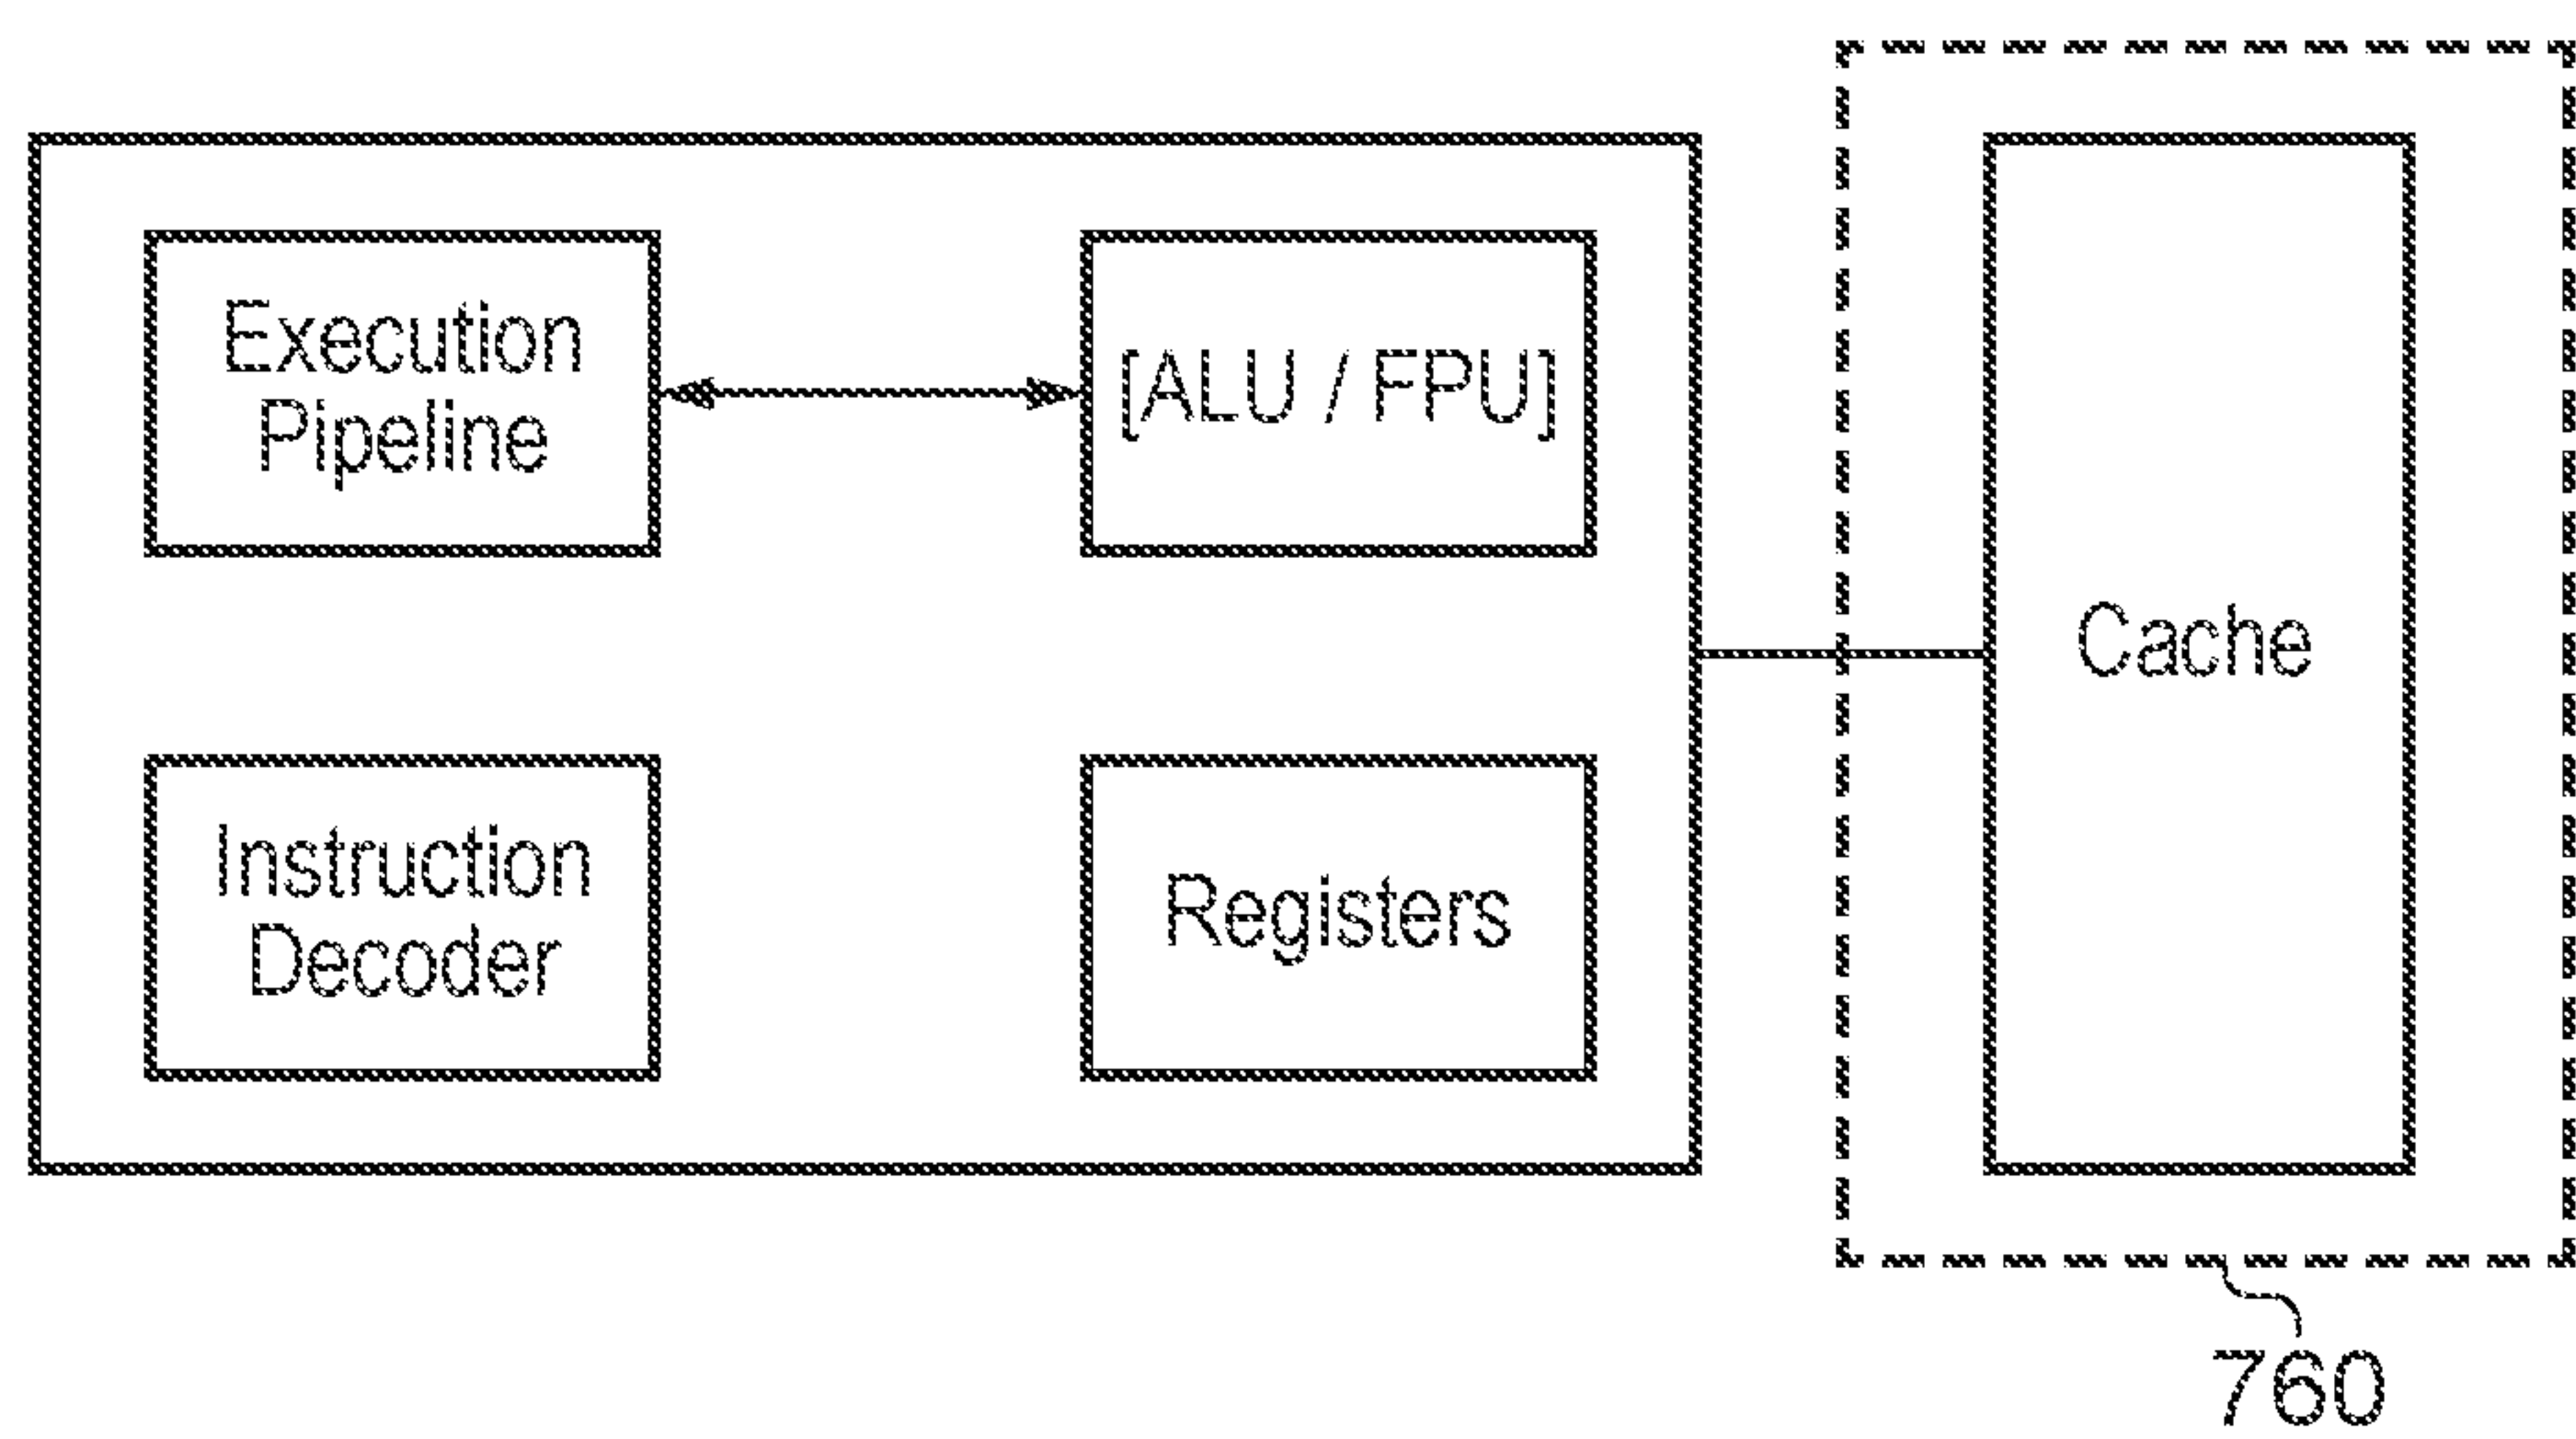 Execution
Pipeline
[ALU / FPU]
Instruction
Decoder
Registers
Cache
760